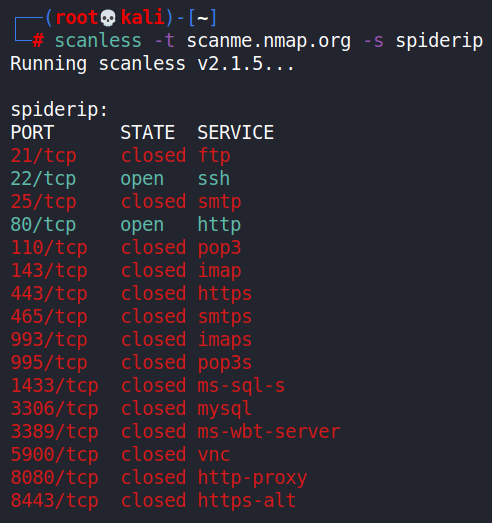 ┌──(root💀kali)-[~]
└─# scanless -t scanme.nmap.org -s spiderip
Running scanless v2.1.5...
spiderip:
PORT STATE SERVICE
21/tcp closed ftp
22/tcp open ssh
25/tcp closed smtp
80/tcp open http
110/tcp closed pop3
143/tcp closed imap
443/tcp closed https
465/tcp closed smtps
993/tcp closed imaps
995/tcp closed pop3s
1433/tcp closed ms-sql-s
3306/tcp closed mysql
3389/tcp closed ms-wbt-server
5900/tcp closed vnc
8080/tcp closed http-proxy
8443/tcp closed https-alt